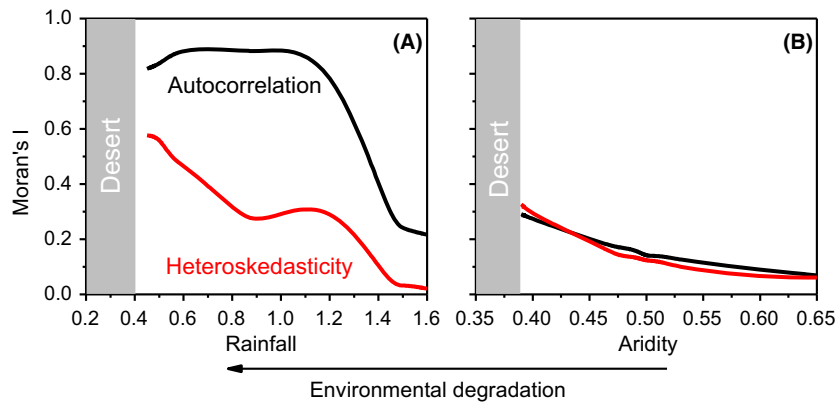 1.0
0.8
0.6
0.4
0.2
0.0
Moran's I
(A)
Desert
Autocorrelation
Heteroskedasticity
0.2 0.4 0.6 0.8 1.0 1.2 1.4 1.6
Rainfall
(B)
Desert
0.35 0.40 0.45 0.50 0.55 0.60 0.65
Aridity
Environmental degradation